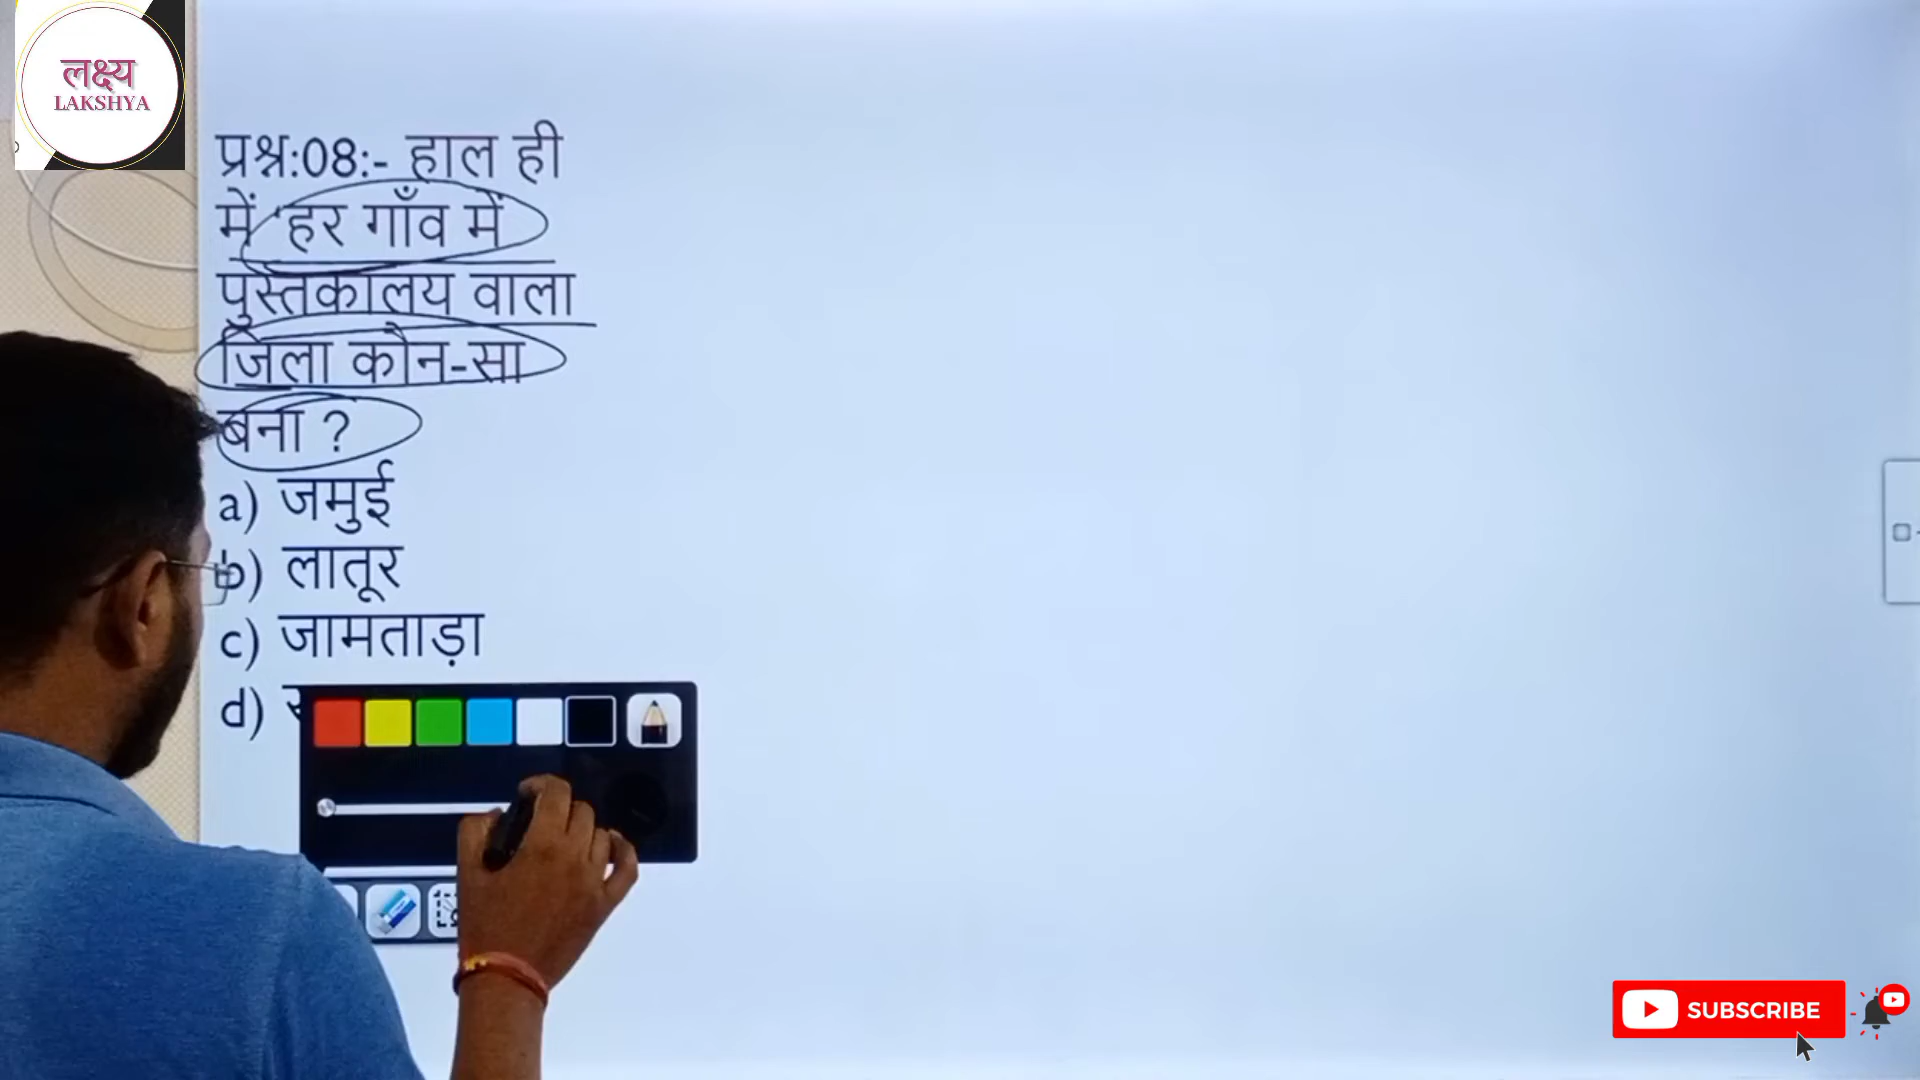 लक्ष्य
LAKSHYA
प्रश्न:08:- हाल ही
में 'हर गाँव में
पुस्तकालय वाला
जिला कौन-सा
बना ?
a) जमुई
b) लातूर
c) जामताड़ा
d)
SUBSCRIBE